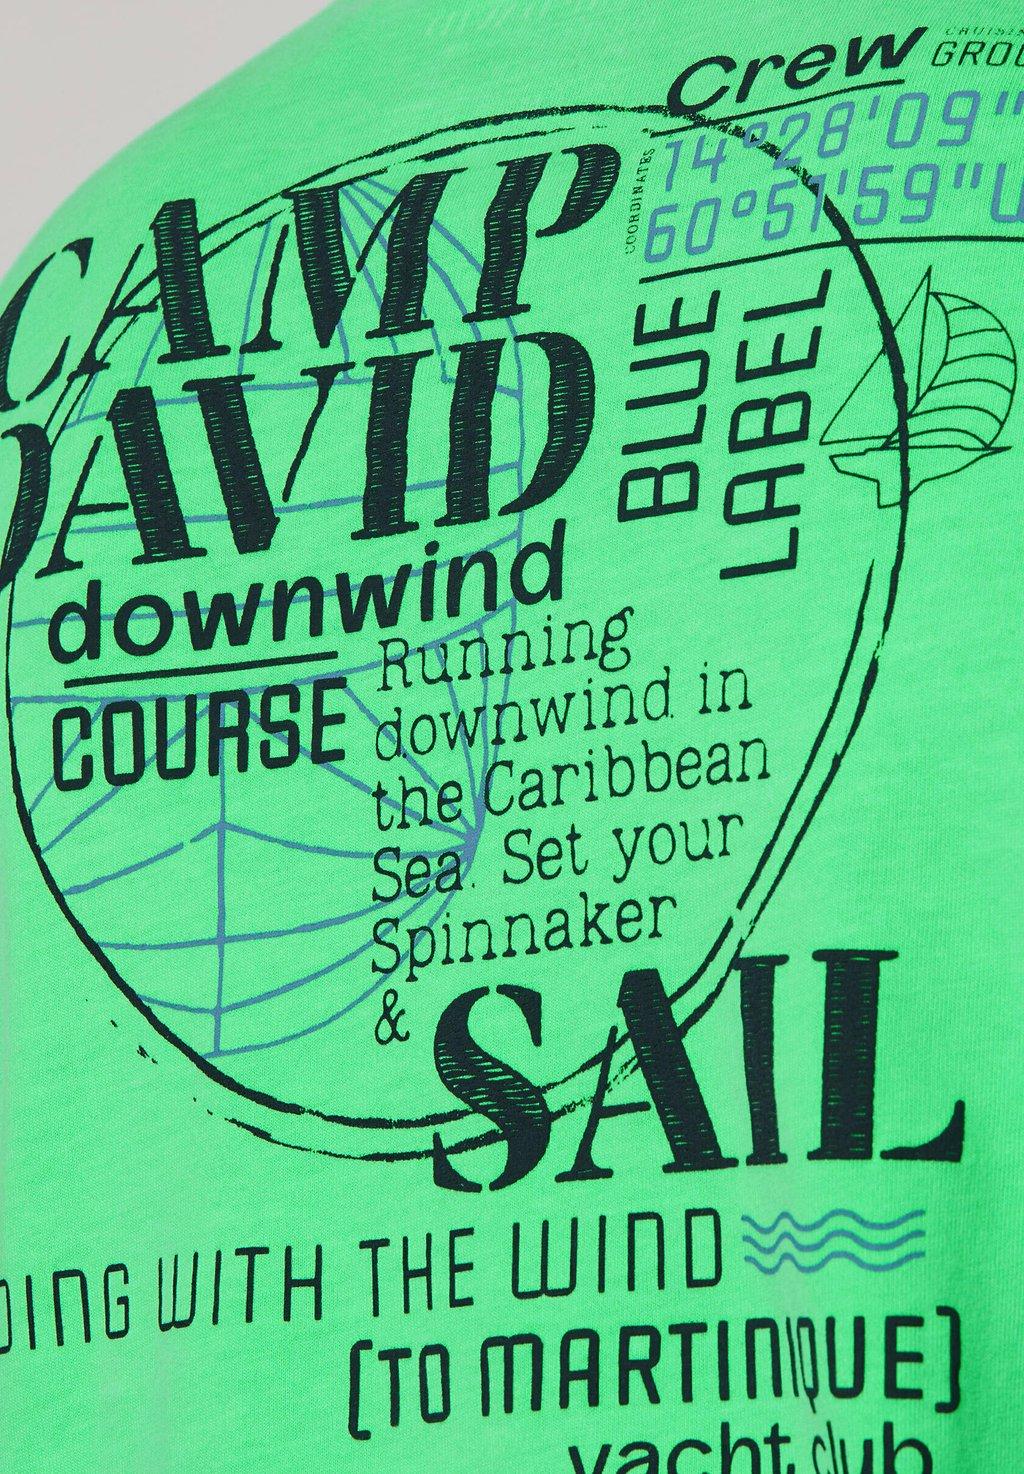 Crew
COORDINATES
14°28'09"
60°51'59"
CAMP
DAVID
BLUE
LABEL
downwind
COURSE
Running
downwind in
the Caribbean
Sea. Set your
Spinnaker
&
SAIL
WITH THE WIND
[TO MARTINIQUE]
yacht club